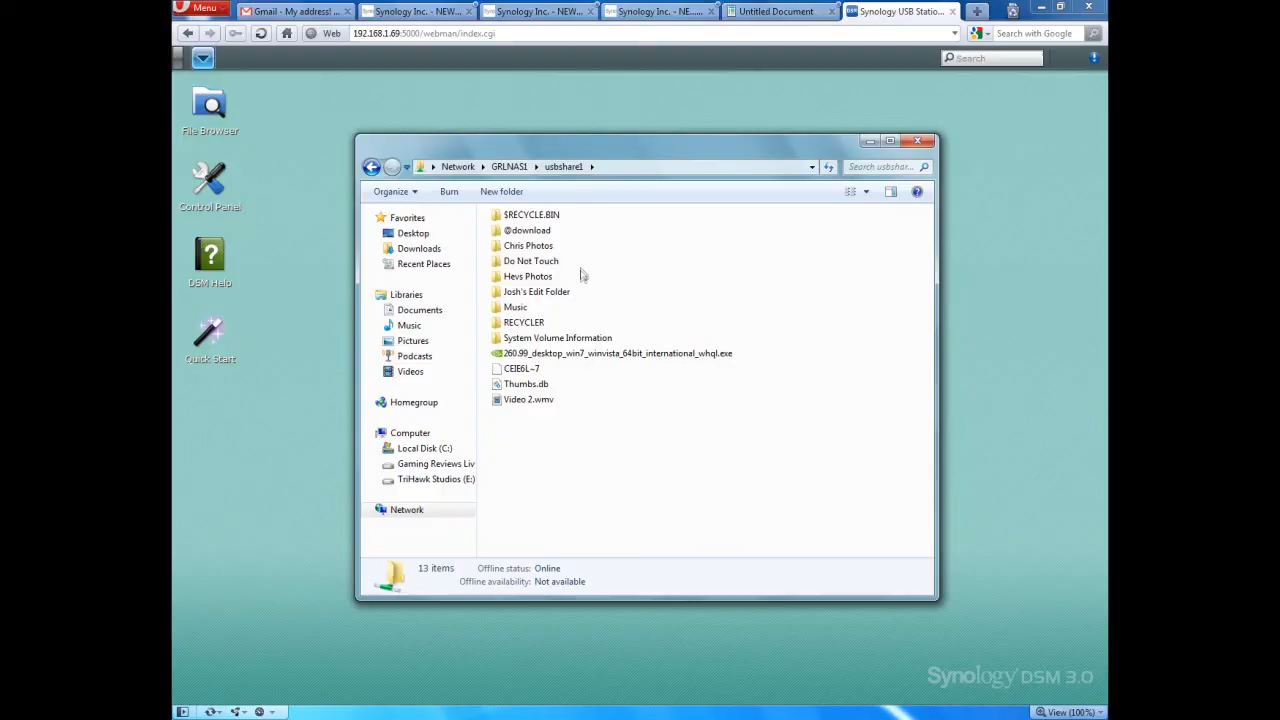 Menu
Gmail - My address! ...
Synology Inc. - NEW...
Synology Inc. - NEW...
Synology Inc. - NE...
Untitled Document
Synology USB Statio...
Web
192.168.1.69:5000/webman/index.cgi
Search with Google
Search
File Browser
Control Panel
DSM Help
Quick Start
Network
GRLNAS1
usbshare1
Search usbshar...
Organize
Burn
New folder
Favorites
Desktop
Downloads
Recent Places
Libraries
Documents
Music
Pictures
Podcasts
Videos
Homegroup
Computer
Local Disk (C:)
Gaming Reviews Liv
TriHawk Studios (E:)
Network
$RECYCLE.BIN
@download
Chris Photos
Do Not Touch
Hevs Photos
Josh's Edit Folder
Music
RECYCLER
System Volume Information
260.99_desktop_win7_winvista_64bit_international_whql.exe
CEIE6L~7
Thumbs.db
Video 2.wmv
13 items
Offline status: Online
Offline availability: Not available
Synology DSM 3.0
View (100%)